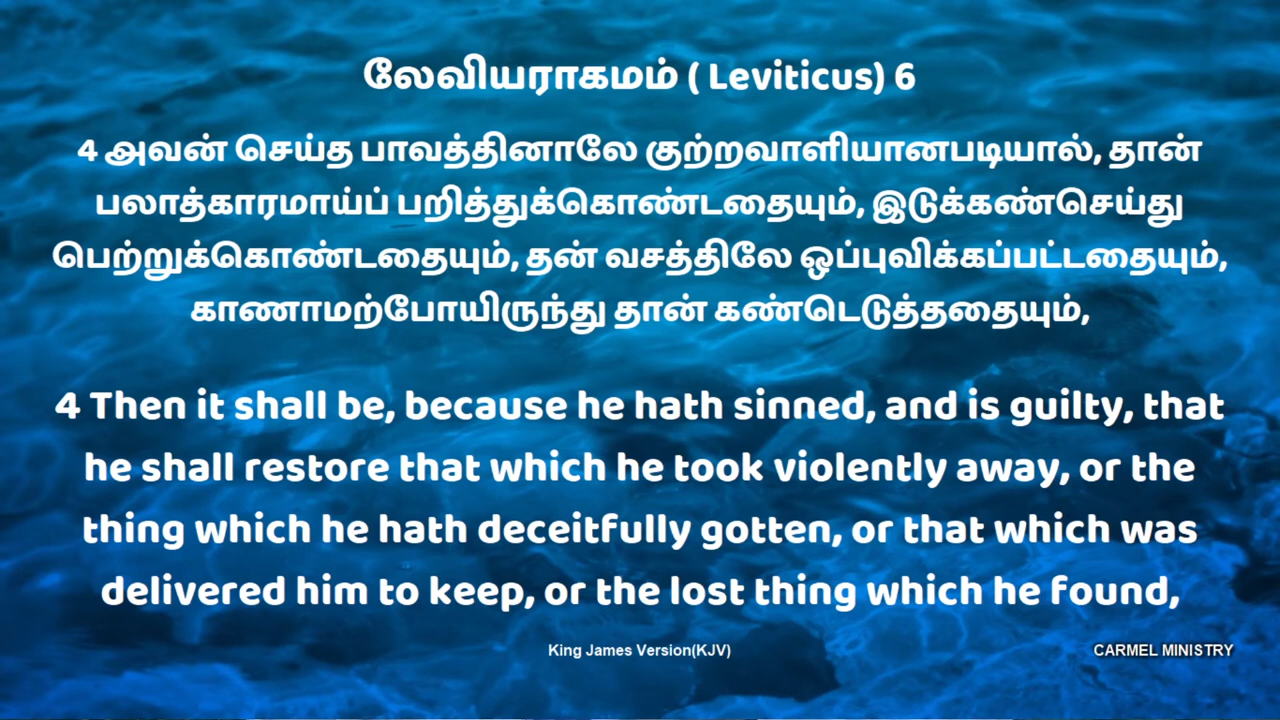 லேவியராகமம் ( Leviticus) 6
4 அவன் செய்த பாவத்தினாலே குற்றவாளியானபடியால், தான்
பலாத்காரமாய்ப் பறித்துக்கொண்டதையும், இடுக்கண்செய்து
பெற்றுக்கொண்டதையும், தன் வசத்திலே ஒப்புவிக்கப்பட்டதையும்,
காணாமற்போயிருந்து தான் கண்டெடுத்ததையும்,
4 Then it shall be, because he hath sinned, and is guilty, that
he shall restore that which he took violently away, or the
thing which he hath deceitfully gotten, or that which was
delivered him to keep, or the lost thing which he found,
King James Version(KJV)
CARMEL MINISTRY